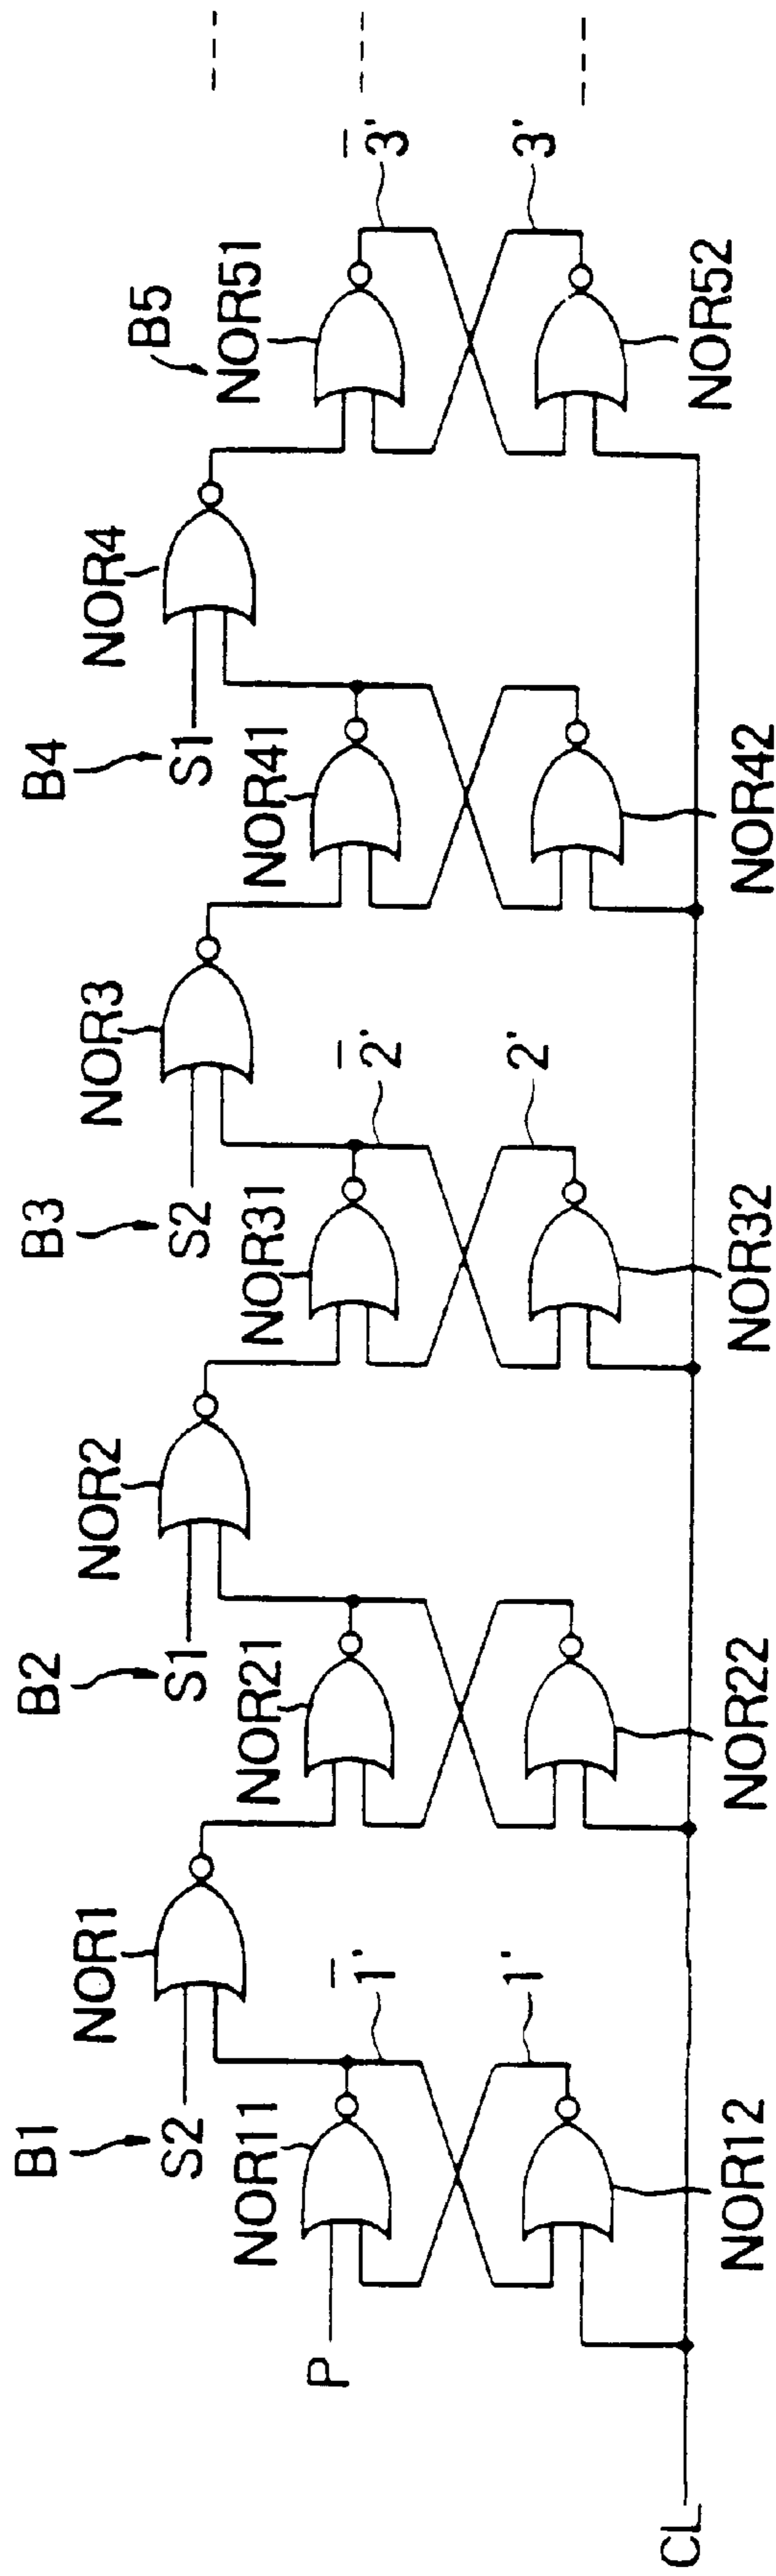 B1
B2
B3
B4
B5
NOR1
NOR2
NOR3
NOR4
S2
S1
S2
S1
NOR11
NOR21
NOR31
NOR41
NOR51
P
1̅'
2̅'
3̅'
1'
2'
3'
NOR12
NOR22
NOR32
NOR42
NOR52
CL